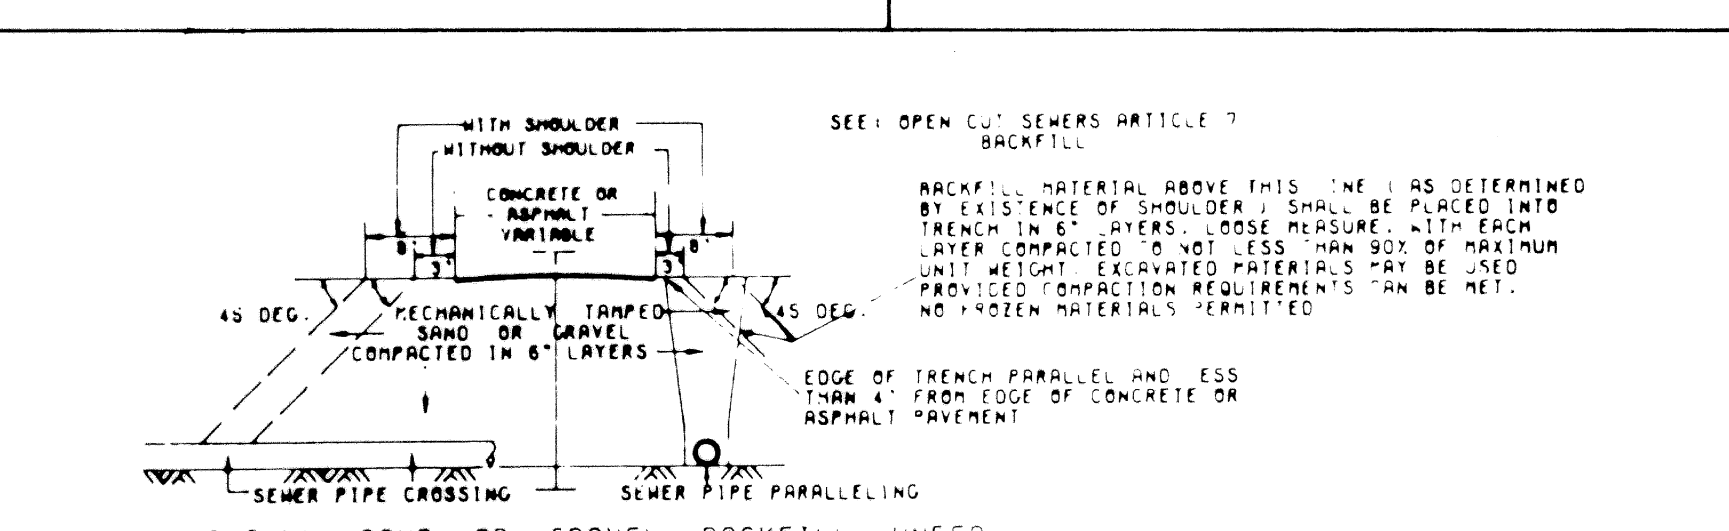 WITH SHOULDER
WITHOUT SHOULDER
CONCRETE OR
ASPHALT
VARIABLE
8'
8'
3'
3'
45 DEG.
45 DEG.
MECHANICALLY TAMPED
SAND OR GRAVEL
COMPACTED IN 6" LAYERS
SEE: OPEN CUT SEWERS ARTICLE 7
BACKFILL
BACKFILL MATERIAL ABOVE THIS LINE ( AS DETERMINED
BY EXISTENCE OF SHOULDER ) SHALL BE PLACED INTO
TRENCH IN 6" LAYERS. LOOSE MEASURE. WITH EACH
LAYER COMPACTED TO NOT LESS THAN 90% OF MAXIMUM
UNIT WEIGHT. EXCAVATED MATERIALS MAY BE USED
PROVIDED COMPACTION REQUIREMENTS CAN BE MET.
NO FROZEN MATERIALS PERMITTED
EDGE OF TRENCH PARALLEL AND LESS
THAN 4' FROM EDGE OF CONCRETE OR
ASPHALT PAVEMENT
SEWER PIPE CROSSING
SEWER PIPE PARALLELING